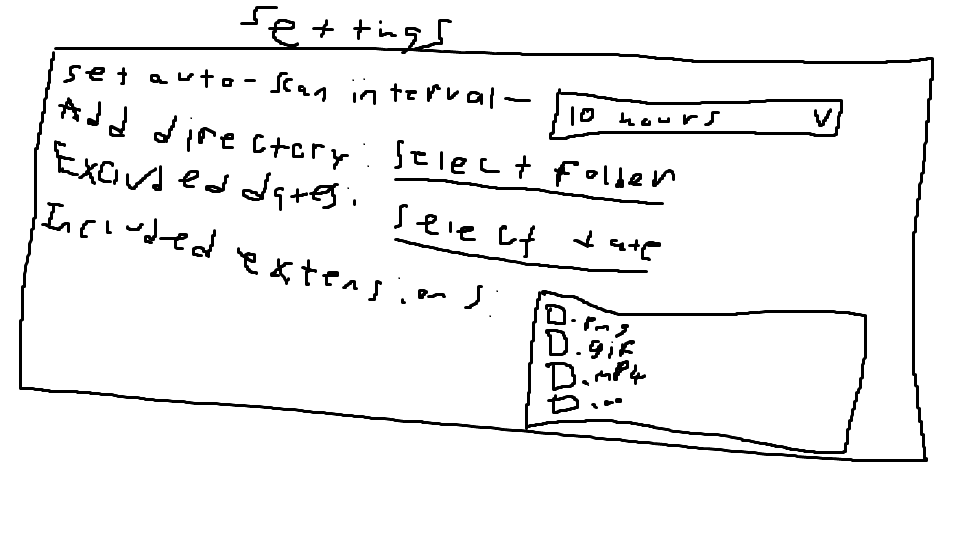 Settings
Set auto-scan interval - 10 hours V
Add directory: Select Folder
Excluded dates: Select date
Included extensions:
.png
.gif
.mp4
...